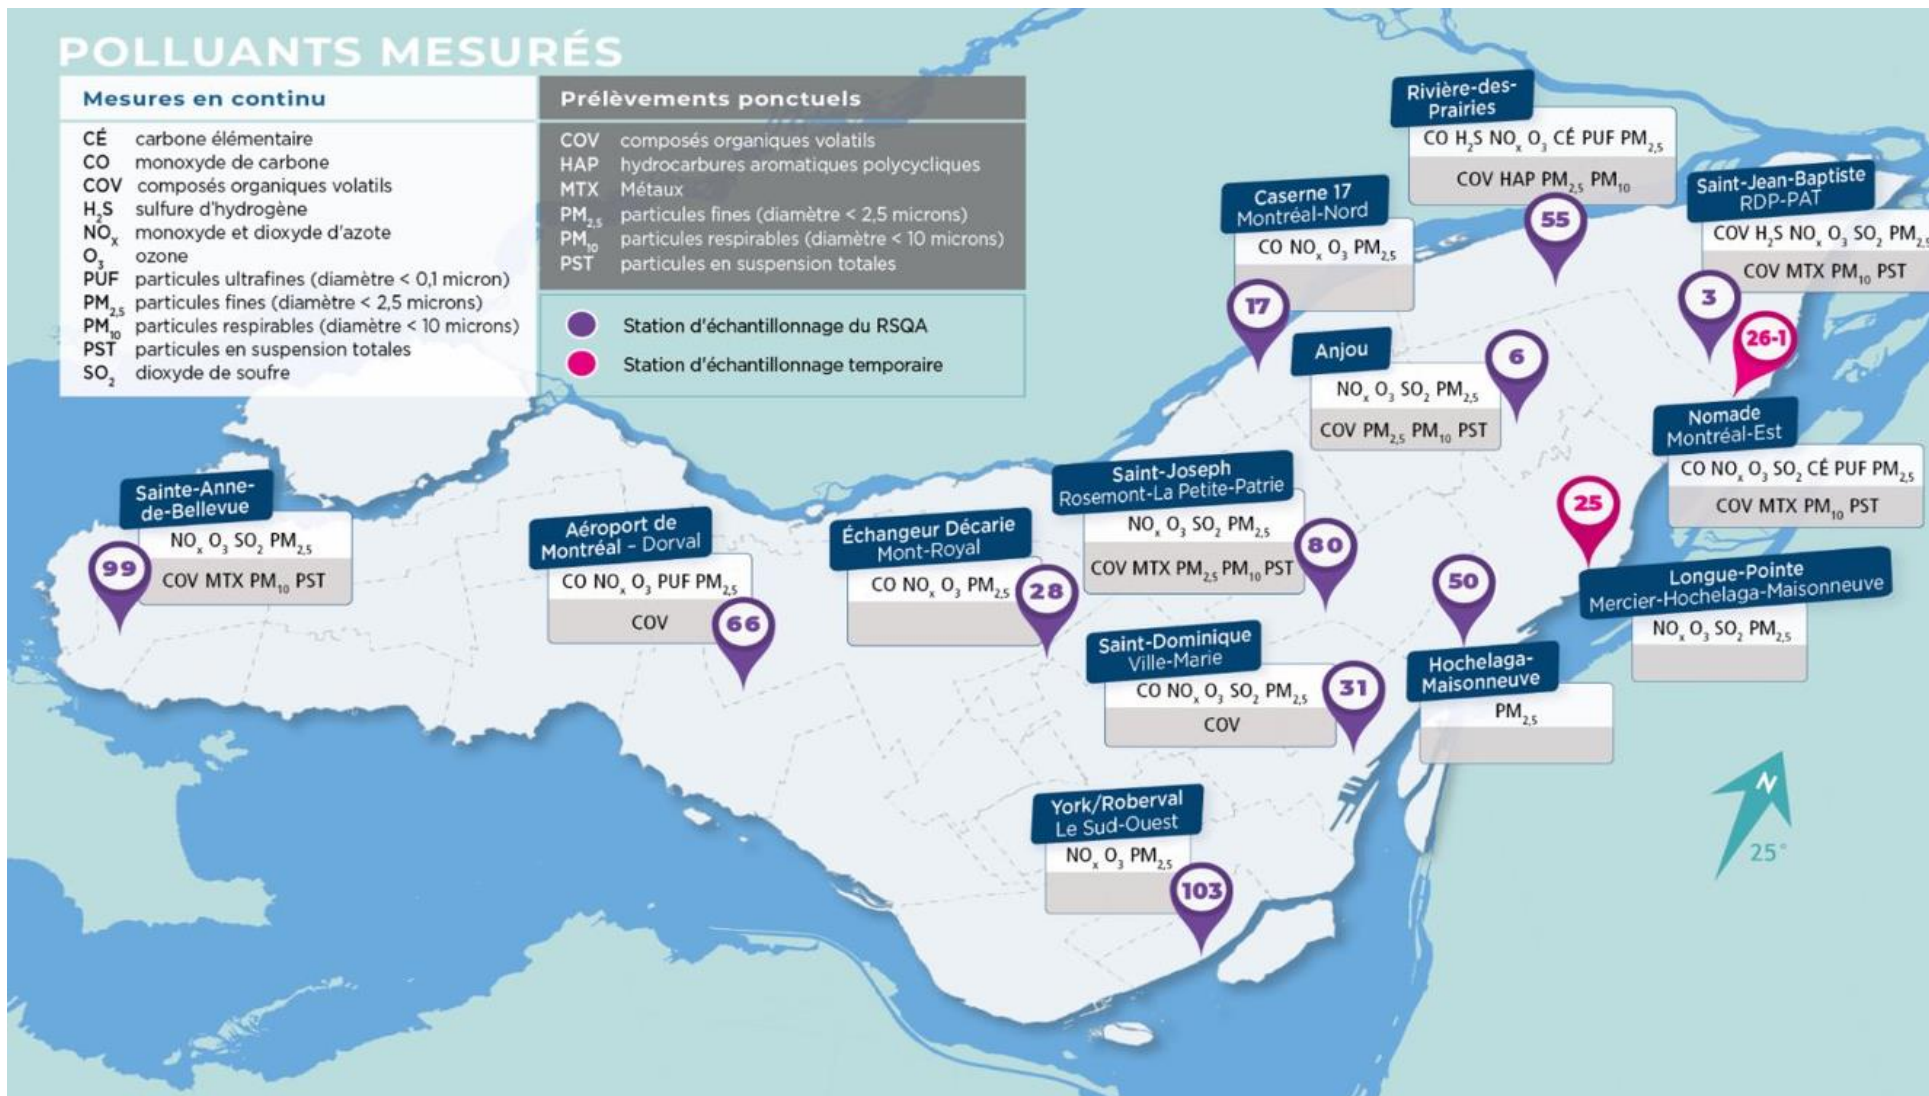 POLLUANTS MESURÉS
Mesures en continu
CÉ carbone élémentaire
CO monoxyde de carbone
COV composés organiques volatils
H₂S sulfure d'hydrogène
NOₓ monoxyde et dioxyde d'azote
O₃ ozone
PUF particules ultrafines (diamètre < 0,1 micron)
PM₂,₅ particules fines (diamètre < 2,5 microns)
PM₁₀ particules respirables (diamètre < 10 microns)
PST particules en suspension totales
SO₂ dioxyde de soufre
Prélèvements ponctuels
COV composés organiques volatils
HAP hydrocarbures aromatiques polycycliques
MTX Métaux
PM₂,₅ particules fines (diamètre < 2,5 microns)
PM₁₀ particules respirables (diamètre < 10 microns)
PST particules en suspension totales
Station d'échantillonnage du RSQA
Station d'échantillonnage temporaire
Rivière-des-
Prairies
CO H₂S NOₓ O₃ CÉ PUF PM₂,₅
COV HAP PM₂,₅ PM₁₀
55
Saint-Jean-Baptiste
RDP-PAT
COV H₂S NOₓ O₃ SO₂ PM₂,₅
COV MTX PM₁₀ PST
3
Caserne 17
Montréal-Nord
CO NOₓ O₃ PM₂,₅
17
26-1
Nomade
Montréal-Est
CO NOₓ O₃ SO₂ CÉ PUF PM₂,₅
COV MTX PM₁₀ PST
Anjou
6
NOₓ O₃ SO₂ PM₂,₅
COV PM₂,₅ PM₁₀ PST
Saint-Joseph
Rosemont-La Petite-Patrie
NOₓ O₃ SO₂ PM₂,₅
COV MTX PM₂,₅ PM₁₀ PST
80
25
Longue-Pointe
Mercier-Hochelaga-Maisonneuve
NOₓ O₃ SO₂ PM₂,₅
Sainte-Anne-
de-Bellevue
NOₓ O₃ SO₂ PM₂,₅
COV MTX PM₁₀ PST
99
Aéroport de
Montréal – Dorval
CO NOₓ O₃ PUF PM₂,₅
COV
66
Échangeur Décarie
Mont-Royal
CO NOₓ O₃ PM₂,₅
28
50
Hochelaga-
Maisonneuve
PM₂,₅
Saint-Dominique
Ville-Marie
CO NOₓ O₃ SO₂ PM₂,₅
COV
31
York/Roberval
Le Sud-Ouest
NOₓ O₃ PM₂,₅
103
N
25°